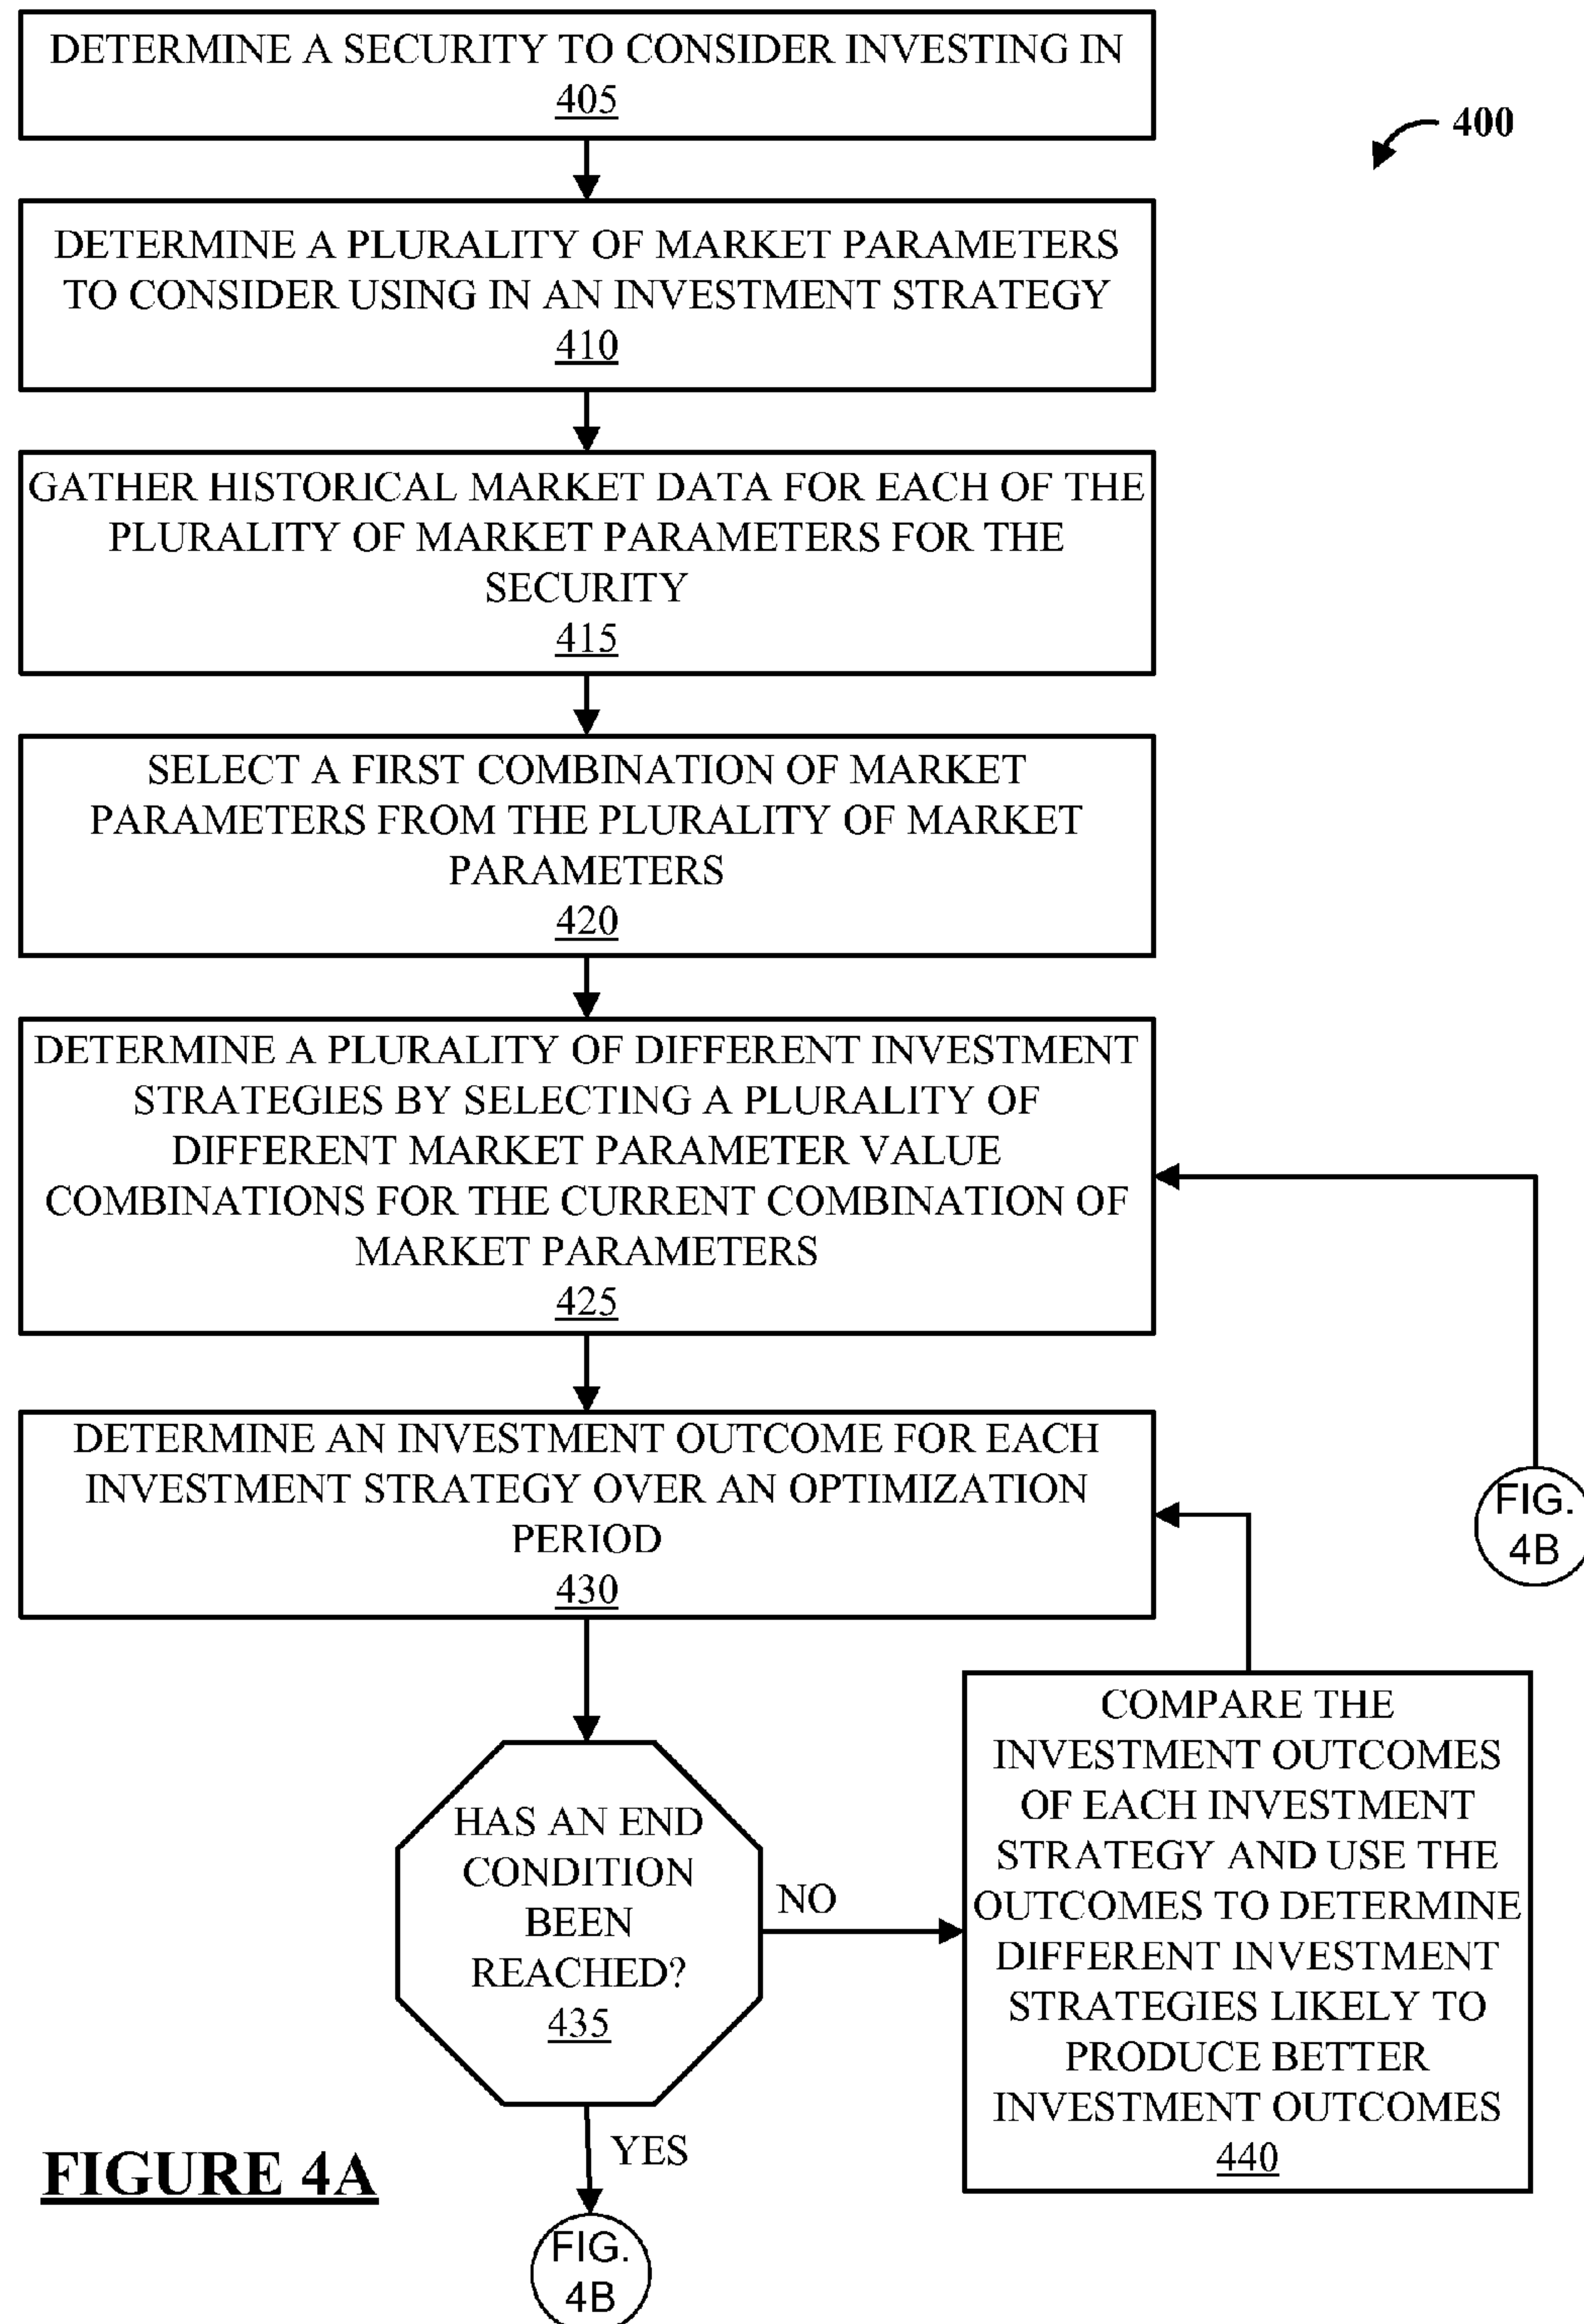 DETERMINE A SECURITY TO CONSIDER INVESTING IN
405
400
DETERMINE A PLURALITY OF MARKET PARAMETERS
TO CONSIDER USING IN AN INVESTMENT STRATEGY
410
GATHER HISTORICAL MARKET DATA FOR EACH OF THE
PLURALITY OF MARKET PARAMETERS FOR THE
SECURITY
415
SELECT A FIRST COMBINATION OF MARKET
PARAMETERS FROM THE PLURALITY OF MARKET
PARAMETERS
420
DETERMINE A PLURALITY OF DIFFERENT INVESTMENT
STRATEGIES BY SELECTING A PLURALITY OF
DIFFERENT MARKET PARAMETER VALUE
COMBINATIONS FOR THE CURRENT COMBINATION OF
MARKET PARAMETERS
425
DETERMINE AN INVESTMENT OUTCOME FOR EACH
INVESTMENT STRATEGY OVER AN OPTIMIZATION
PERIOD
430
FIG.
4B
HAS AN END
CONDITION
BEEN
REACHED?
435
NO
COMPARE THE
INVESTMENT OUTCOMES
OF EACH INVESTMENT
STRATEGY AND USE THE
OUTCOMES TO DETERMINE
DIFFERENT INVESTMENT
STRATEGIES LIKELY TO
PRODUCE BETTER
INVESTMENT OUTCOMES
440
YES
FIG.
4B
FIGURE 4A